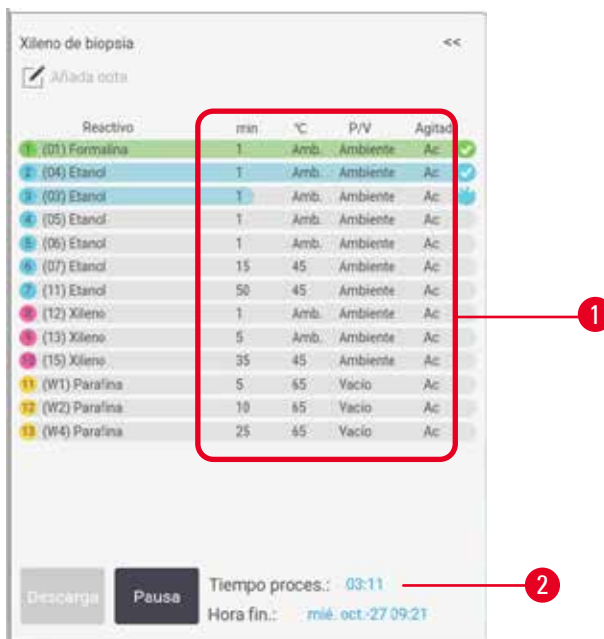 Xileno de biopsia <<
Añada nota
Reactivo min °C P/V Agitad
1 (01) Formalina 1 Amb. Ambiente Ac
2 (04) Etanol 1 Amb. Ambiente Ac
3 (03) Etanol 1 Amb. Ambiente Ac
4 (05) Etanol 1 Amb. Ambiente Ac
5 (06) Etanol 1 Amb. Ambiente Ac
6 (07) Etanol 15 45 Ambiente Ac
7 (11) Etanol 50 45 Ambiente Ac
8 (12) Xileno 1 Amb. Ambiente Ac
9 (13) Xileno 5 Amb. Ambiente Ac
10 (15) Xileno 35 45 Ambiente Ac
11 (W1) Parafina 5 65 Vacío Ac
12 (W2) Parafina 10 65 Vacío Ac
13 (W4) Parafina 25 65 Vacío Ac
1
Descarga Pausa Tiempo proces.: 03:11 2
Hora fin.: mié. oct.-27 09:21